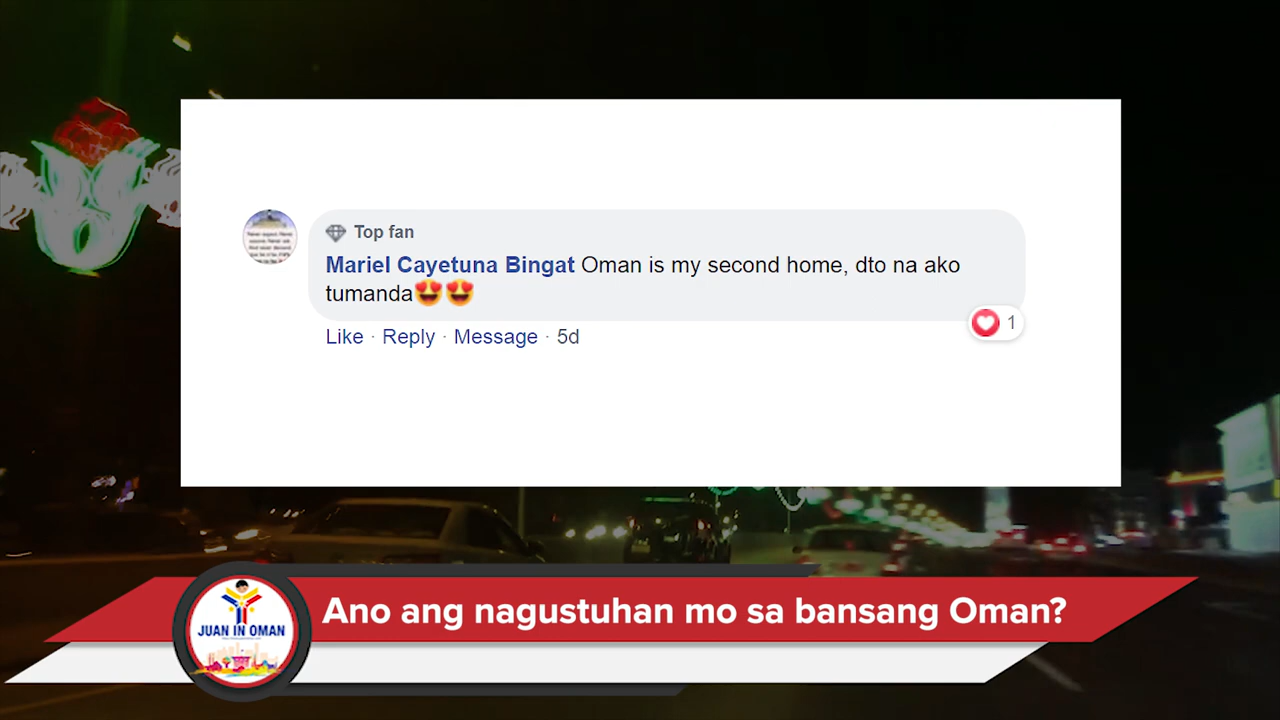 Top fan
Mariel Cayetuna Bingat Oman is my second home, dto na ako
tumanda😍😍
1
Like · Reply · Message · 5d
Ano ang nagustuhan mo sa bansang Oman?
JUAN IN OMAN